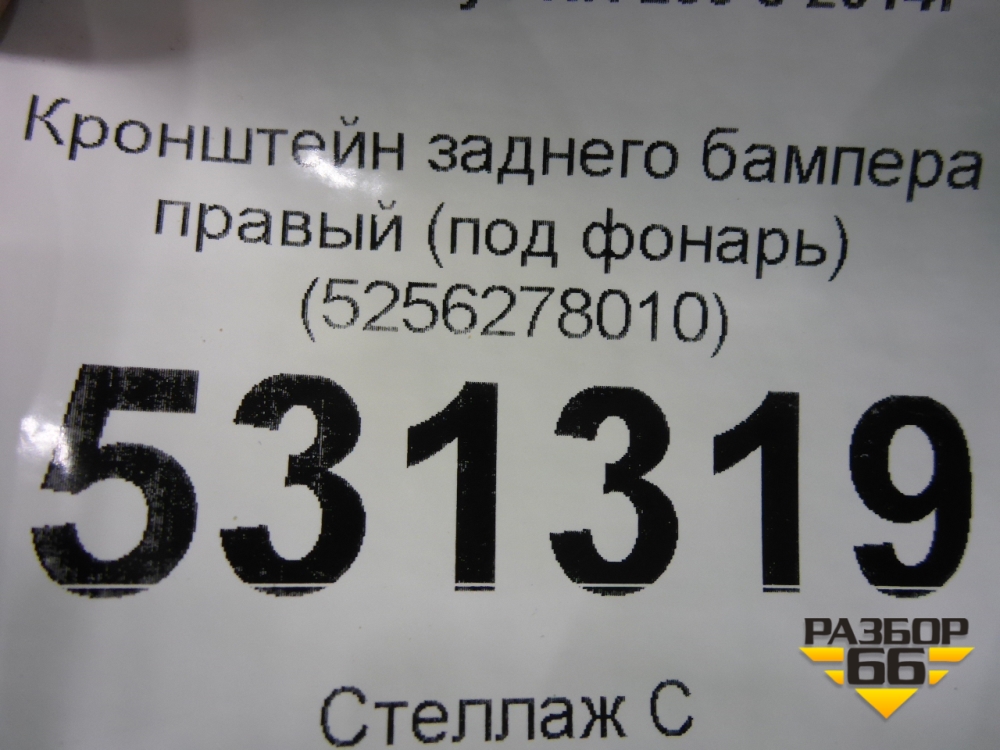 Кронштейн заднего бампера
правый (под фонарь)
(5256278010)
531319
РАЗБОР
66
Стеллаж С